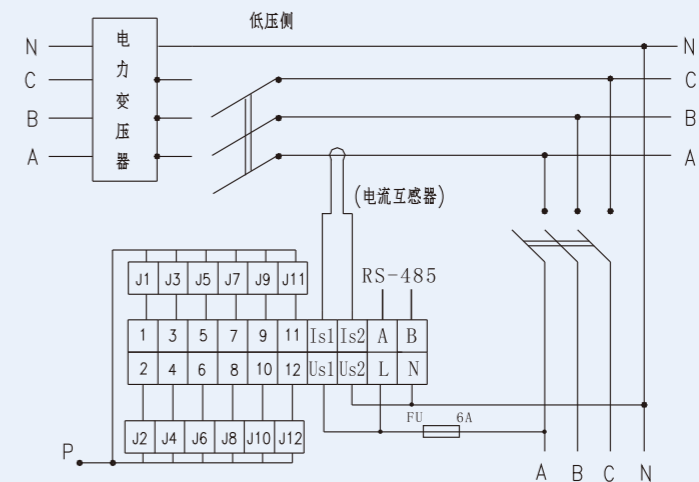 低压侧
N
电力变压器
N
C
C
B
B
A
A
(电流互感器)
RS-485
J1 J3 J5 J7 J9 J11
1 3 5 7 9 11 Is1 Is2 A B
2 4 6 8 10 12 Us1 Us2 L N
FU 6A
J2 J4 J6 J8 J10 J12
P
A B C N